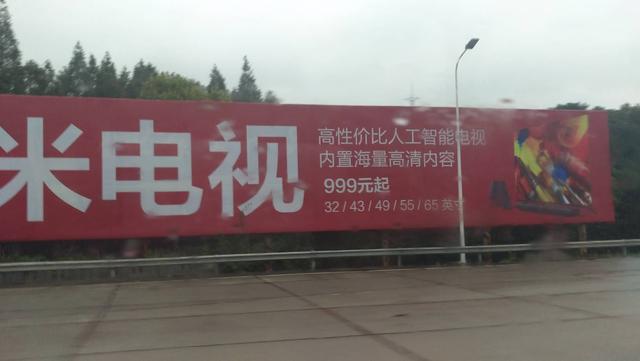 米电视
高性价比人工智能电视
内置海量高清内容
999元起
32 / 43 / 49 / 55 / 65 英寸